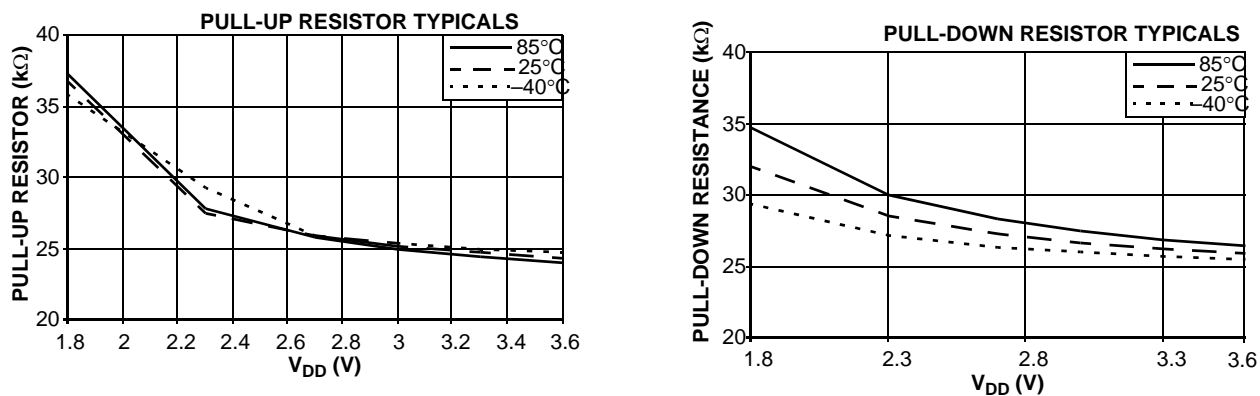 PULL-UP RESISTOR TYPICALS
PULL-UP RESISTOR (kΩ)
40
35
30
25
20
85°C
25°C
–40°C
1.8 2 2.2 2.4 2.6 2.8 3 3.2 3.4 3.6
VDD (V)
PULL-DOWN RESISTOR TYPICALS
PULL-DOWN RESISTANCE (kΩ)
40
35
30
25
20
85°C
25°C
–40°C
1.8 2.3 2.8 3.3 3.6
VDD (V)